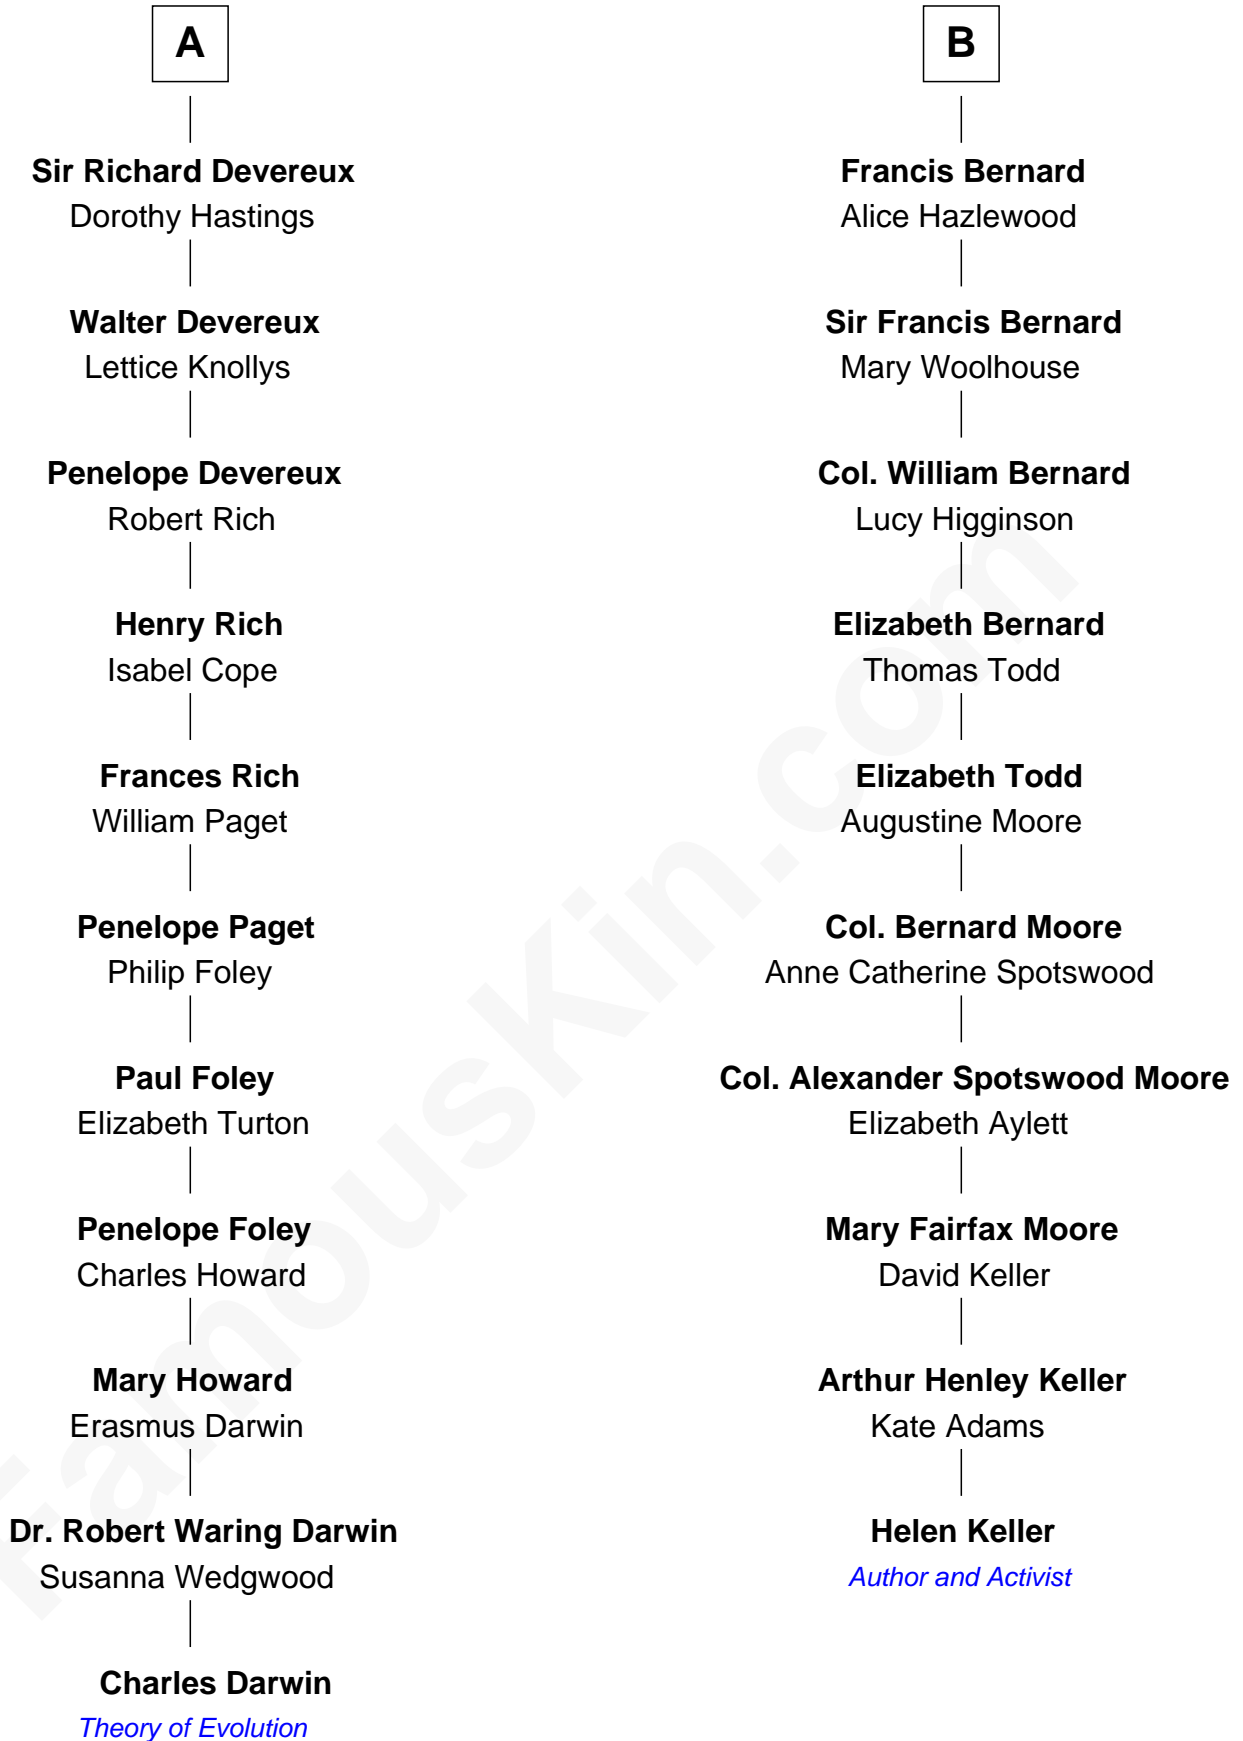 A
Sir Richard Devereux
Dorothy Hastings
Walter Devereux
Lettice Knollys
Penelope Devereux
Robert Rich
Henry Rich
Isabel Cope
Frances Rich
William Paget
Penelope Paget
Philip Foley
Paul Foley
Elizabeth Turton
Penelope Foley
Charles Howard
Mary Howard
Erasmus Darwin
Dr. Robert Waring Darwin
Susanna Wedgwood
Charles Darwin
Theory of Evolution
B
Francis Bernard
Alice Hazlewood
Sir Francis Bernard
Mary Woolhouse
Col. William Bernard
Lucy Higginson
Elizabeth Bernard
Thomas Todd
Elizabeth Todd
Augustine Moore
Col. Bernard Moore
Anne Catherine Spotswood
Col. Alexander Spotswood Moore
Elizabeth Aylett
Mary Fairfax Moore
David Keller
Arthur Henley Keller
Kate Adams
Helen Keller
Author and Activist
FamousKin.com